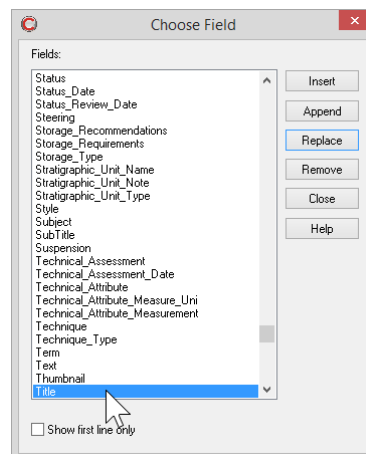 Choose Field
Fields:
Status
Status_Date
Status_Review_Date
Steering
Storage_Recommendations
Storage_Requirements
Storage_Type
Stratigraphic_Unit_Name
Stratigraphic_Unit_Note
Stratigraphic_Unit_Type
Style
Subject
SubTitle
Suspension
Technical_Assessment
Technical_Assessment_Date
Technical_Attribute
Technical_Attribute_Measure_Uni
Technical_Attribute_Measurement
Technique
Technique_Type
Term
Text
Thumbnail
Title
Insert
Append
Replace
Remove
Close
Help
Show first line only